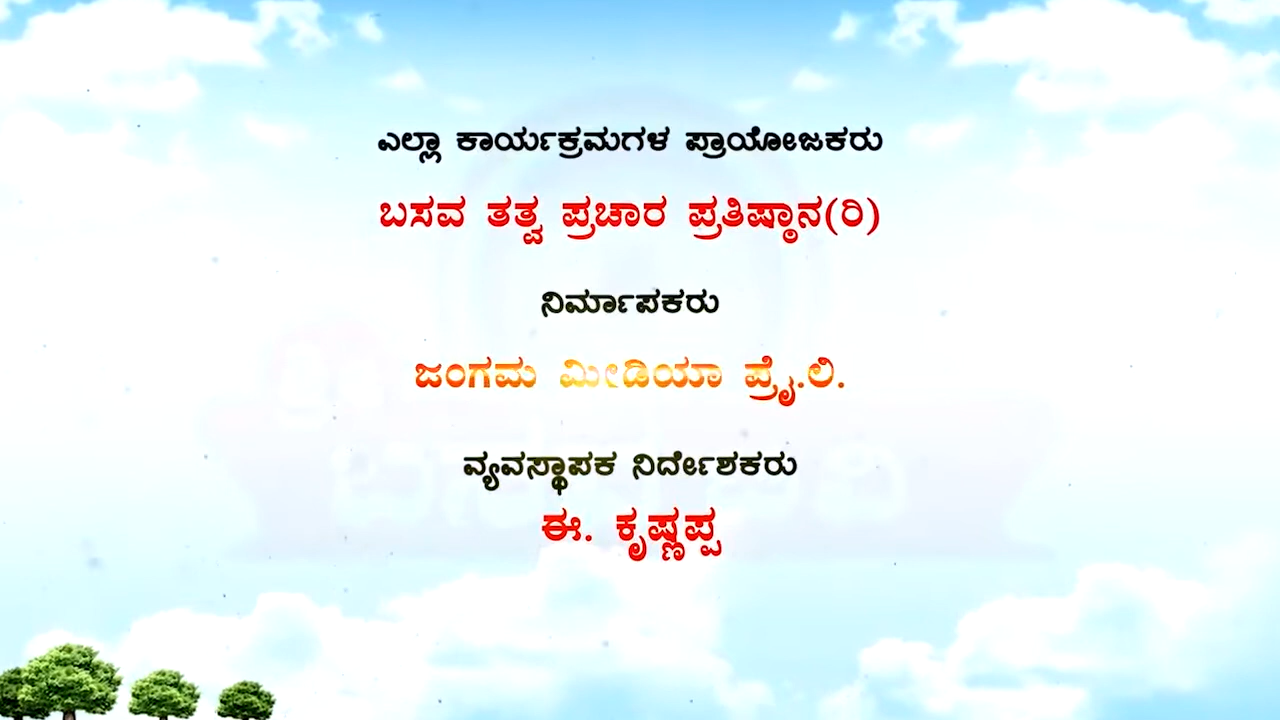 ಎಲ್ಲಾ ಕಾರ್ಯಕ್ರಮಗಳ ಪ್ರಾಯೋಜಕರು
ಬಸವ ತತ್ವ ಪ್ರಚಾರ ಪ್ರತಿಷ್ಠಾನ(ರಿ)
ನಿರ್ಮಾಪಕರು
ಜಂಗಮ ಮೀಡಿಯಾ ಪ್ರೈ.ಲಿ.
ವ್ಯವಸ್ಥಾಪಕ ನಿರ್ದೇಶಕರು
ಈ. ಕೃಷ್ಣಪ್ಪ